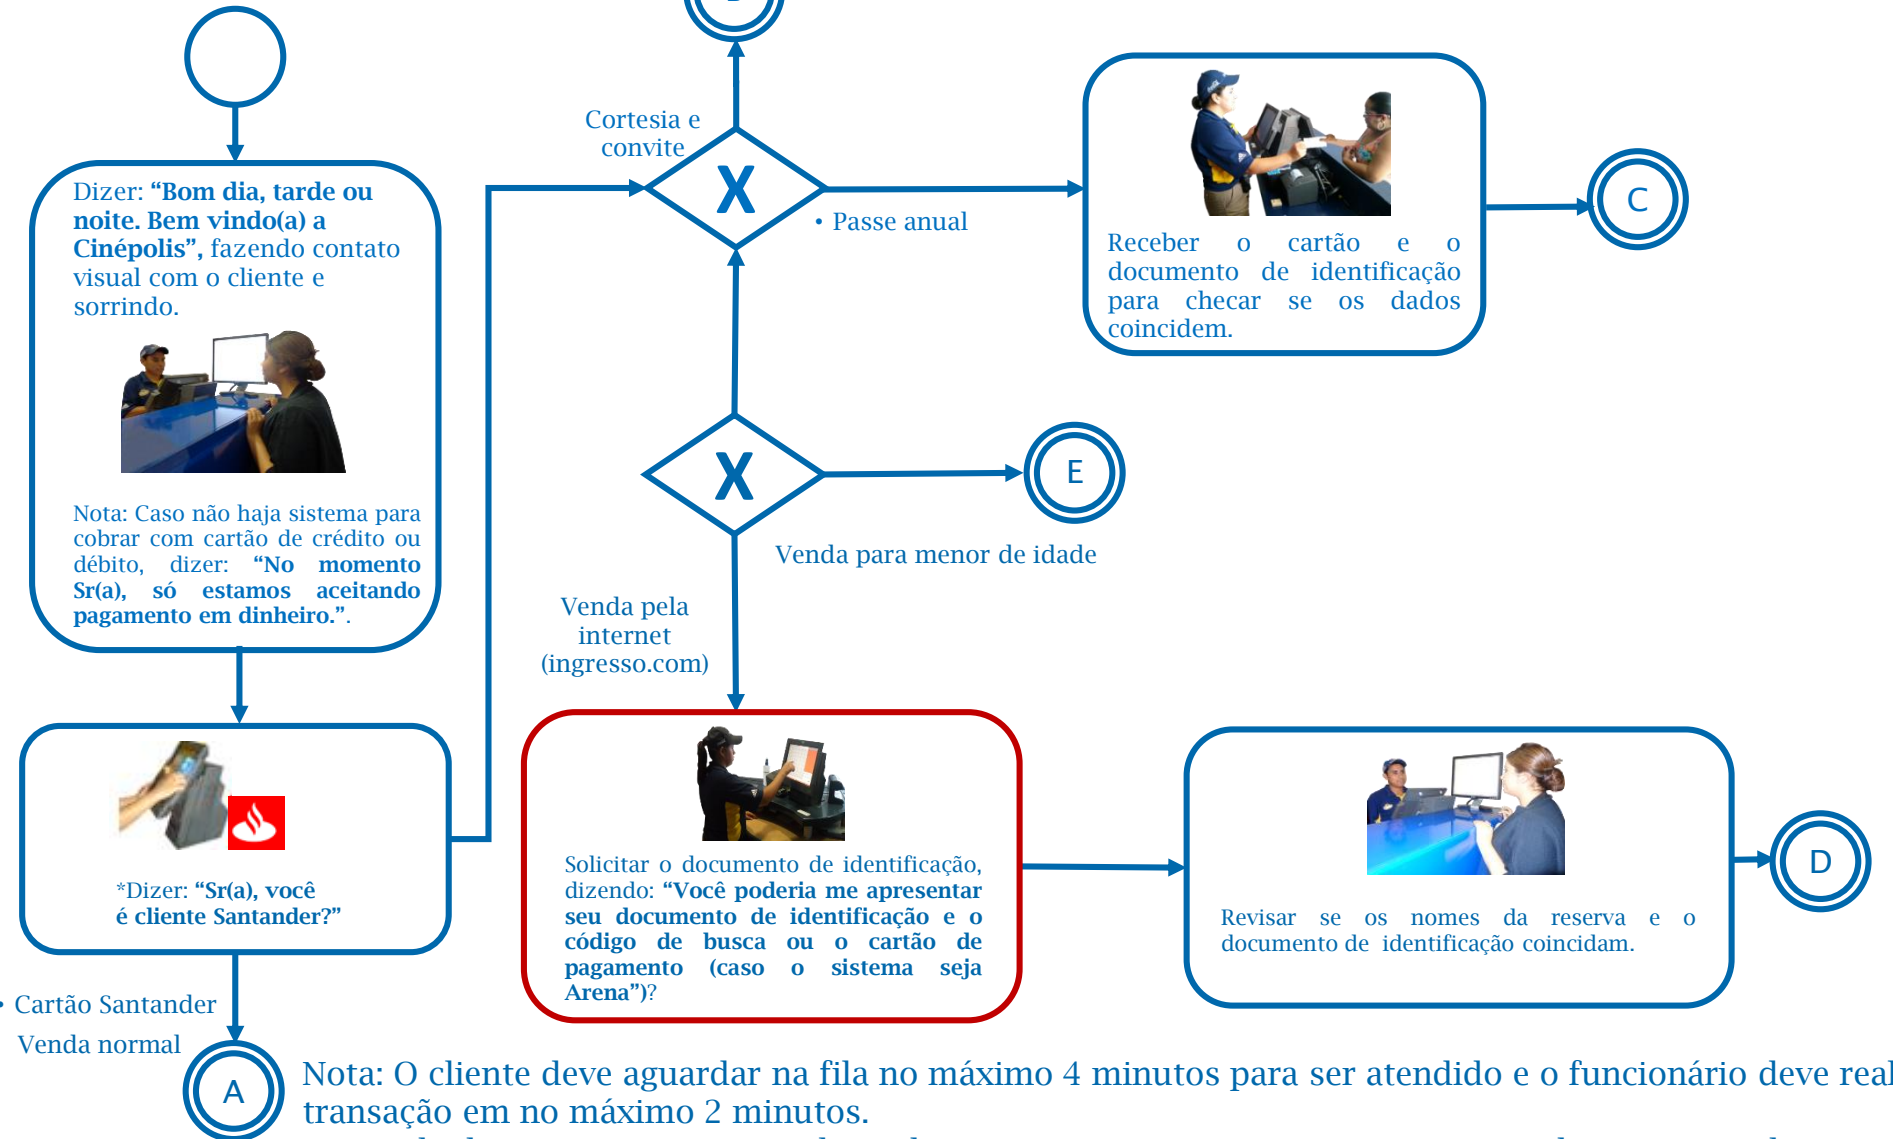 Dizer: “Bom dia, tarde ou
noite. Bem vindo(a) a
Cinépolis”, fazendo contato
visual com o cliente e
sorrindo.
Nota: Caso não haja sistema para
cobrar com cartão de crédito ou
débito, dizer: “No momento
Sr(a), só estamos aceitando
pagamento em dinheiro.”.
*Dizer: “Sr(a), você
é cliente Santander?”
• Cartão Santander
Venda normal
A
Cortesia e
convite
X
• Passe anual
Receber o cartão e o
documento de identificação
para checar se os dados
coincidem.
C
X
E
Venda para menor de idade
Venda pela
internet
(ingresso.com)
Solicitar o documento de identificação,
dizendo: “Você poderia me apresentar
seu documento de identificação e o
código de busca ou o cartão de
pagamento (caso o sistema seja
Arena”)?
Revisar se os nomes da reserva e o
documento de identificação coincidam.
D
Nota: O cliente deve aguardar na fila no máximo 4 minutos para ser atendido e o funcionário deve real
transação em no máximo 2 minutos.